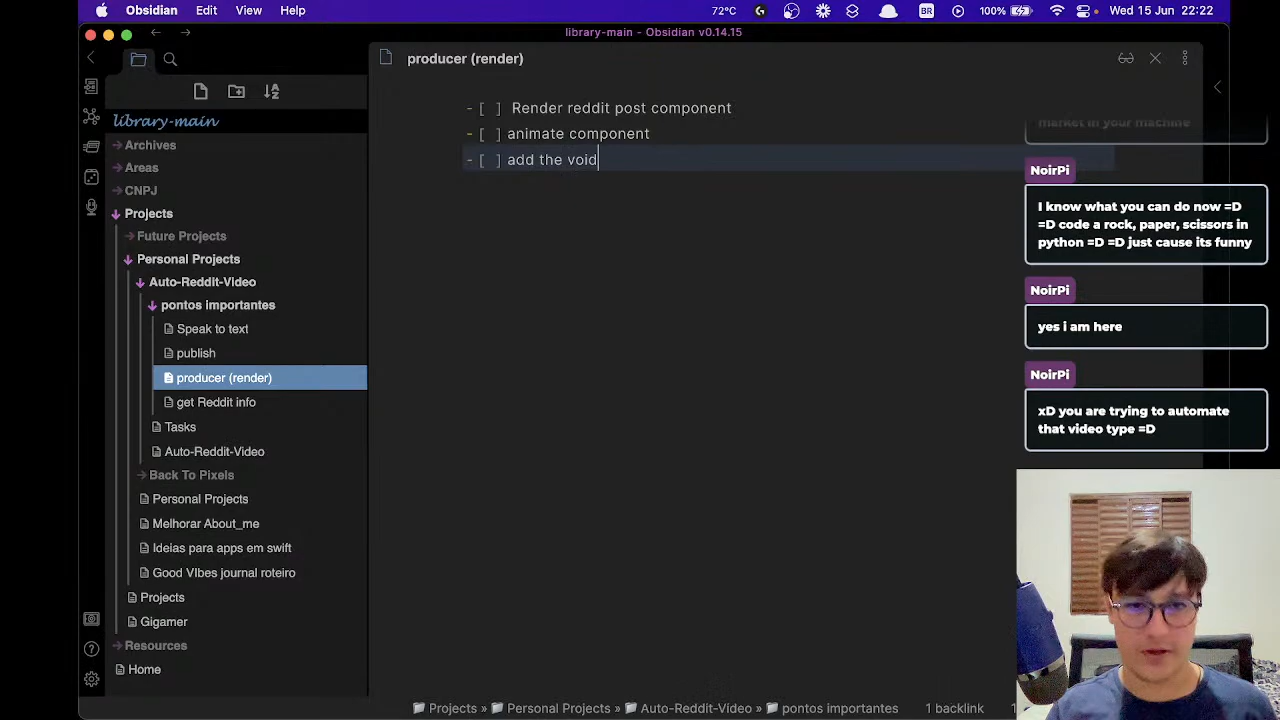 Obsidian Edit View Help 72°C BR 100% Wed 15 Jun 22:22
library-main - Obsidian v0.14.15
producer (render)
library-main
Archives
Areas
CNPJ
Projects
Future Projects
Personal Projects
Auto-Reddit-Video
pontos importantes
Speak to text
publish
producer (render)
get Reddit info
Tasks
Auto-Reddit-Video
Back To Pixels
Personal Projects
Melhorar About_me
Ideias para apps em swift
Good VIbes journal roteiro
Projects
Gigamer
Resources
Home
- [ ] Render reddit post component
- [ ] animate component
- [ ] add the void
market in your machine
NoirPi
I know what you can do now =D
=D code a rock, paper, scissors in
python =D =D just cause its funny
NoirPi
yes i am here
NoirPi
xD you are trying to automate
that video type =D
Projects » Personal Projects » Auto-Reddit-Video » pontos importantes 1 backlink